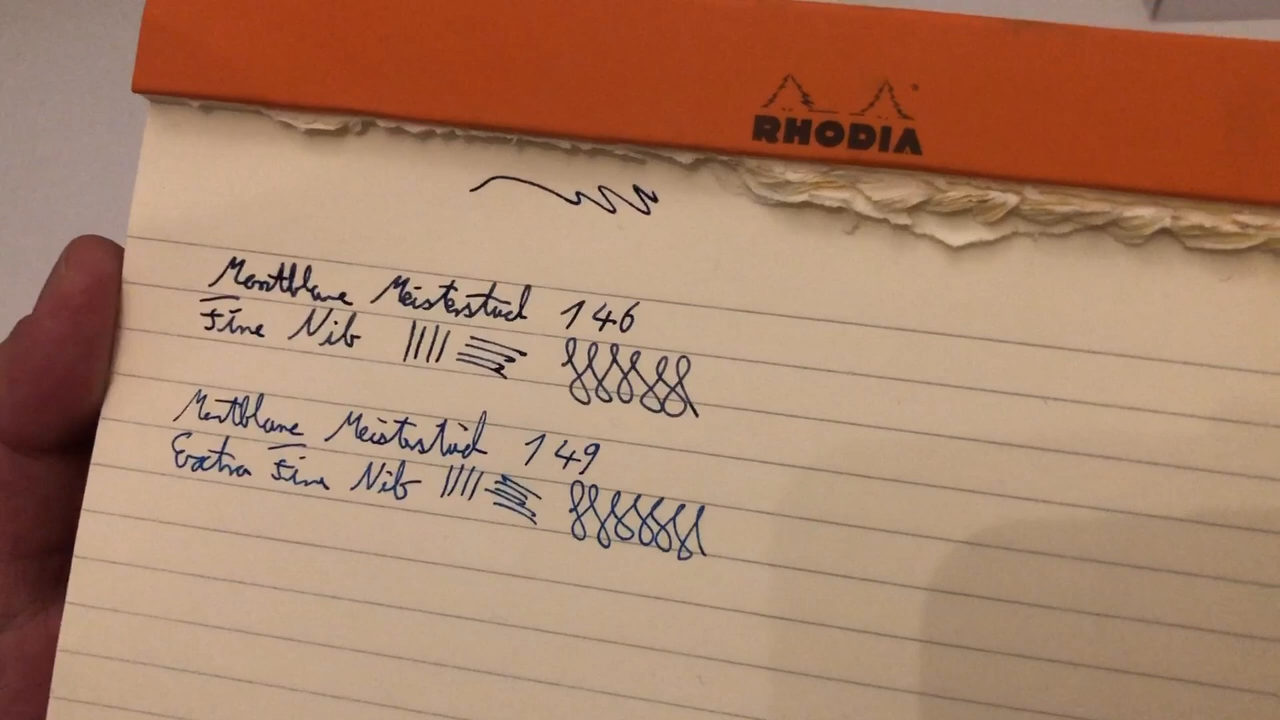 RHODIA
Montblanc Meisterstück 146
Fine Nib
Montblanc Meisterstück 149
Extra Fine Nib